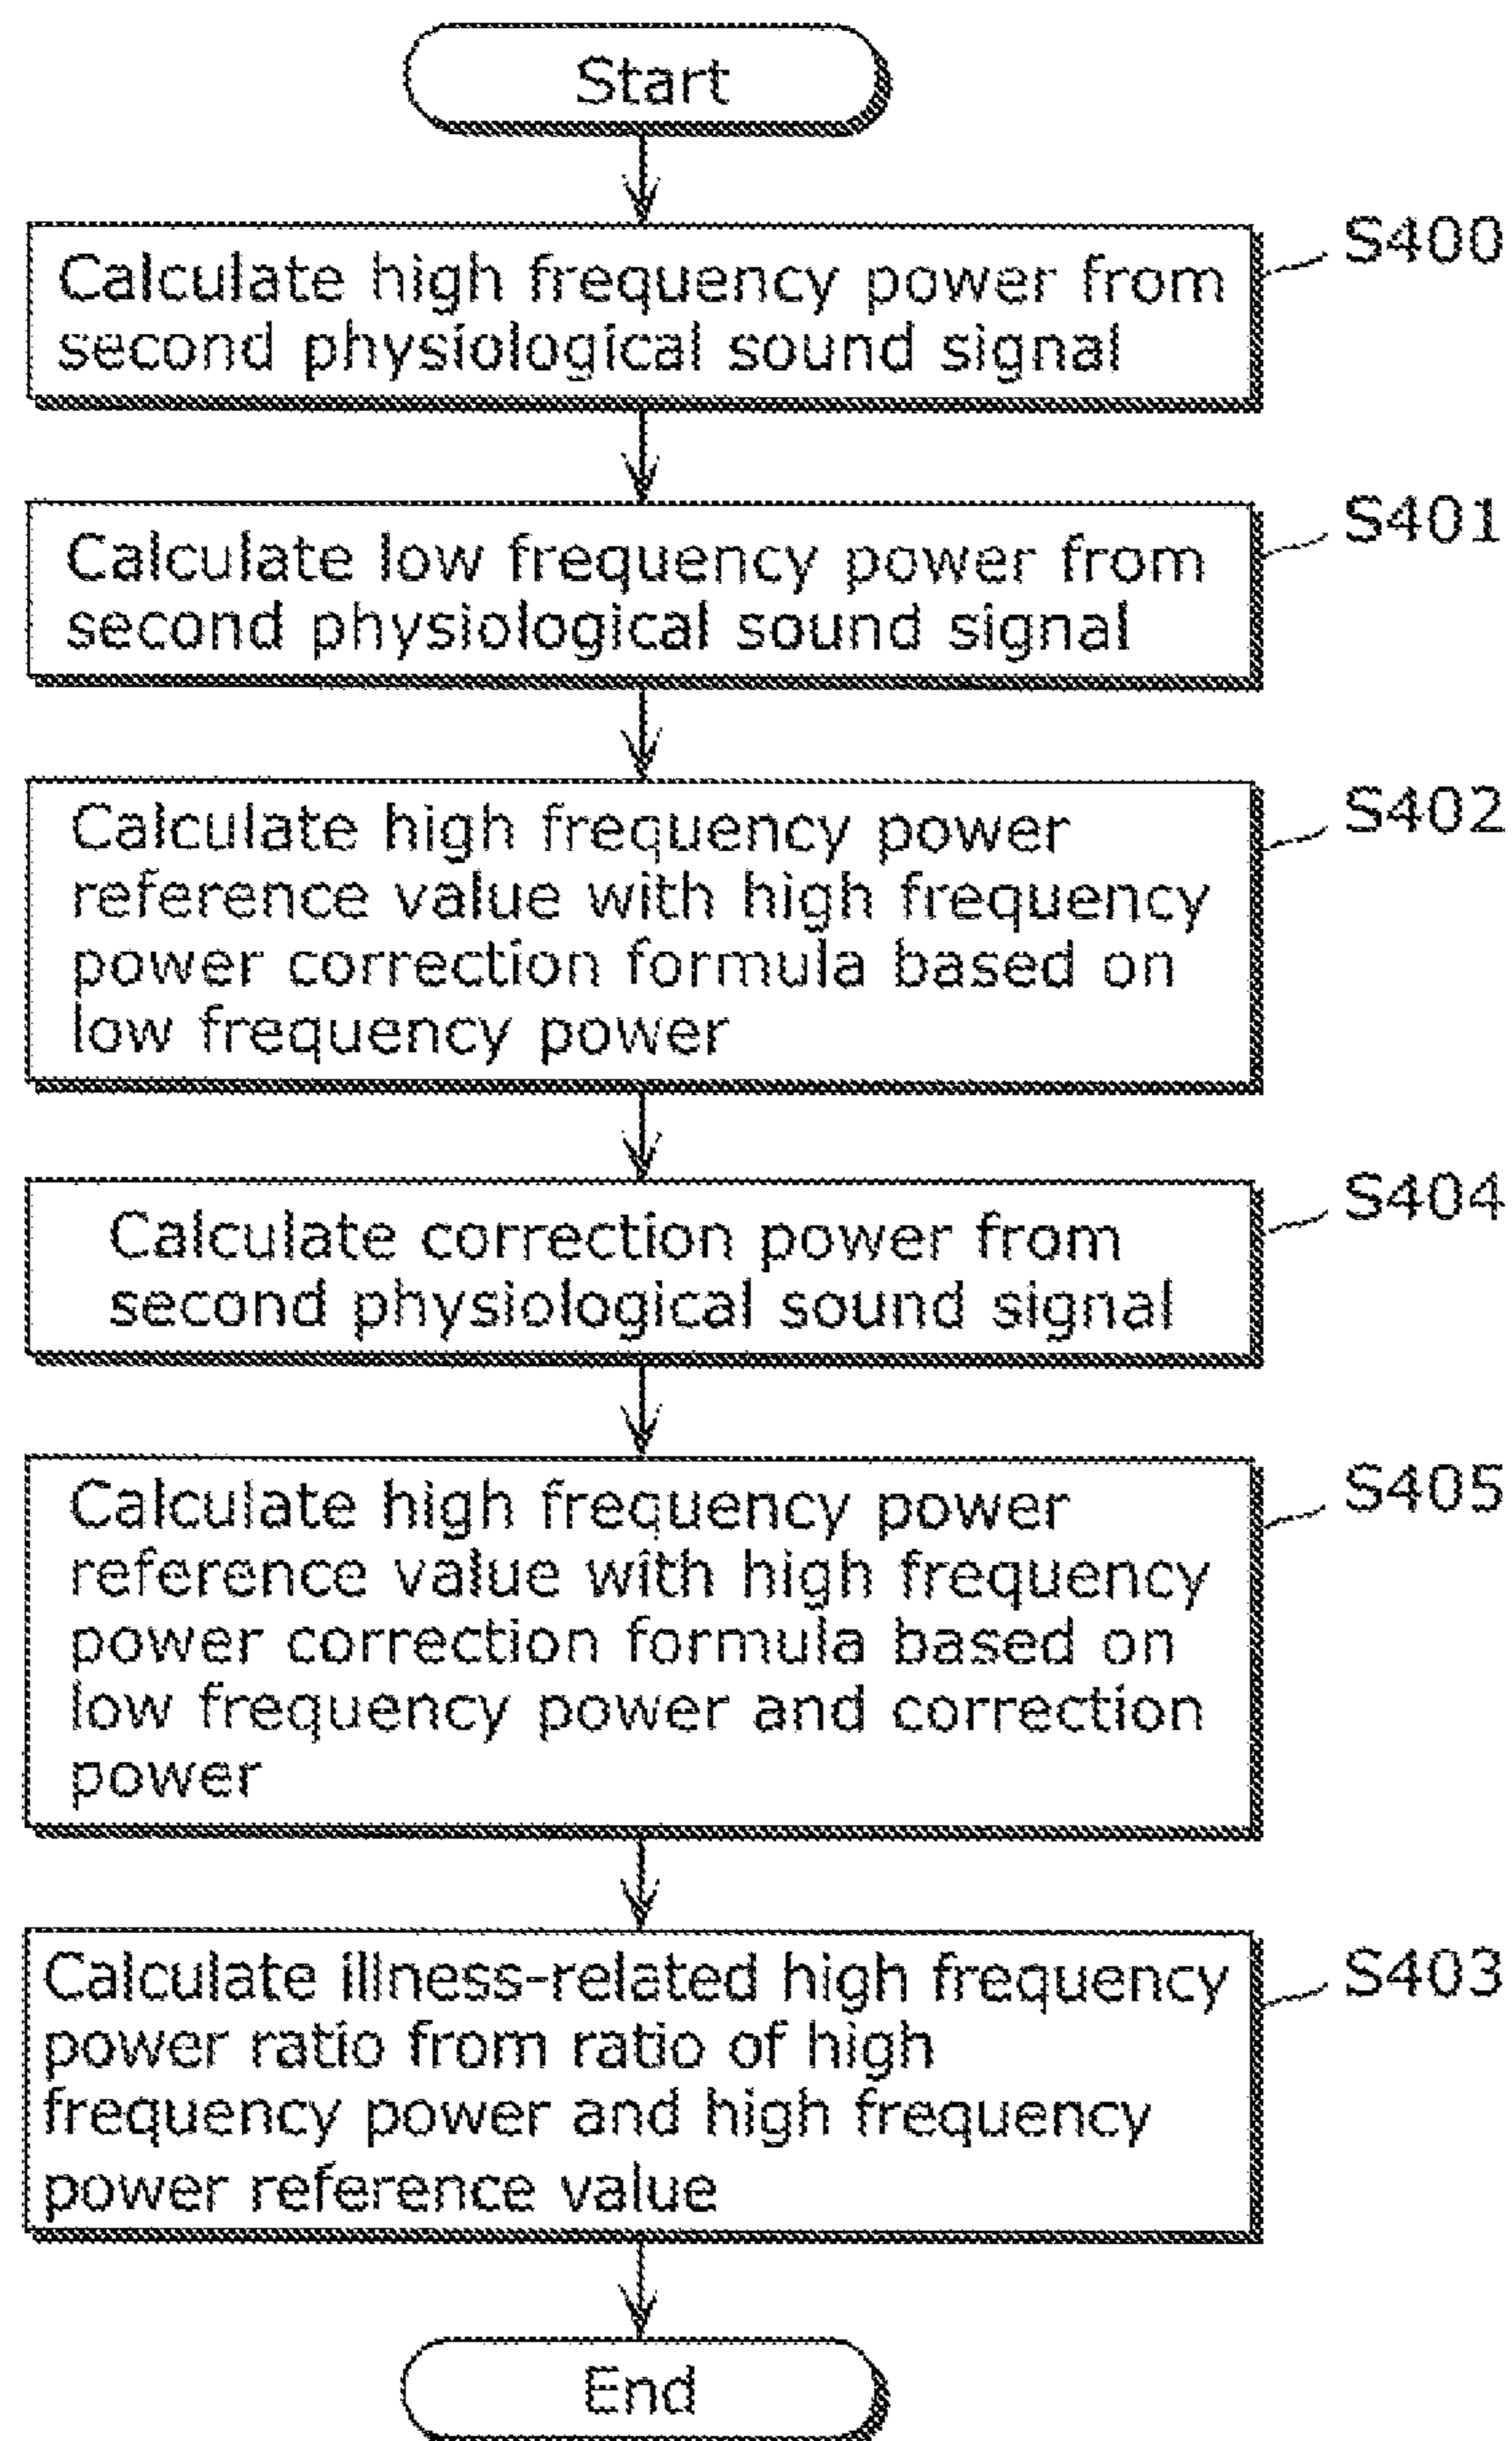 Start
S400
Calculate high frequency power from
second physiological sound signal
S401
Calculate low frequency power from
second physiological sound signal
S402
Calculate high frequency power
reference value with high frequency
power correction formula based on
low frequency power
S404
Calculate correction power from
second physiological sound signal
S405
Calculate high frequency power
reference value with high frequency
power correction formula based on
low frequency power and correction
power
S403
Calculate illness-related high frequency
power ratio from ratio of high
frequency power and high frequency
power reference value
End